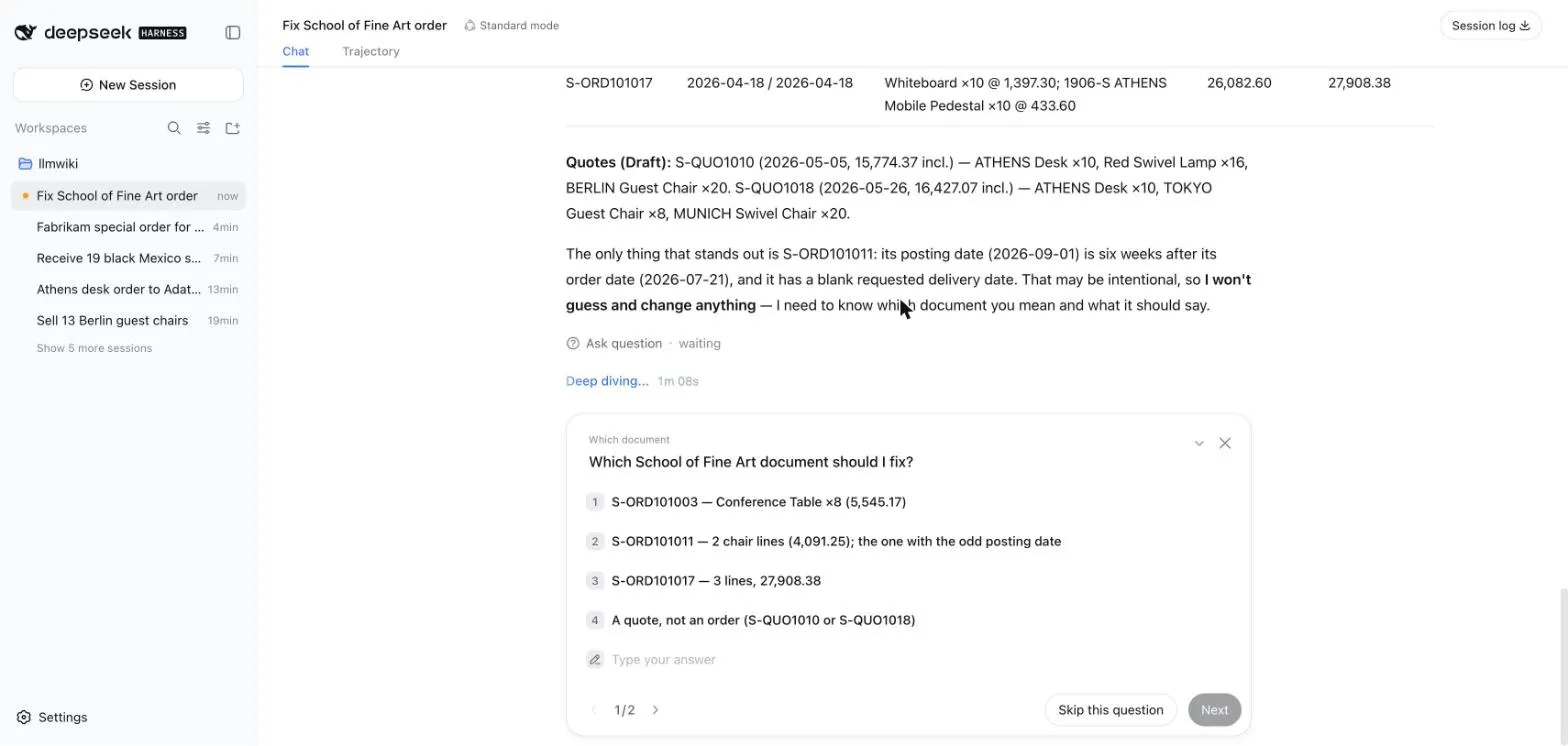 deepseek HARNESS
New Session
Workspaces
llmwiki
Fix School of Fine Art order now
Fabrikam special order for ... 4min
Receive 19 black Mexico s... 7min
Athens desk order to Adat... 13min
Sell 13 Berlin guest chairs 19min
Show 5 more sessions
Settings
Fix School of Fine Art order Standard mode
Session log
Chat Trajectory
S-ORD101017 2026-04-18 / 2026-04-18 Whiteboard ×10 @ 1,397.30; 1906-S ATHENS 26,082.60 27,908.38
Mobile Pedestal ×10 @ 433.60
Quotes (Draft): S-QUO1010 (2026-05-05, 15,774.37 incl.) — ATHENS Desk ×10, Red Swivel Lamp ×16,
BERLIN Guest Chair ×20. S-QUO1018 (2026-05-26, 16,427.07 incl.) — ATHENS Desk ×10, TOKYO
Guest Chair ×8, MUNICH Swivel Chair ×20.
The only thing that stands out is S-ORD101011: its posting date (2026-09-01) is six weeks after its
order date (2026-07-21), and it has a blank requested delivery date. That may be intentional, so I won't
guess and change anything — I need to know which document you mean and what it should say.
Ask question · waiting
Deep diving... 1m 08s
Which document
Which School of Fine Art document should I fix?
1 S-ORD101003 — Conference Table ×8 (5,545.17)
2 S-ORD101011 — 2 chair lines (4,091.25); the one with the odd posting date
3 S-ORD101017 — 3 lines, 27,908.38
4 A quote, not an order (S-QUO1010 or S-QUO1018)
Type your answer
1/2
Skip this question
Next